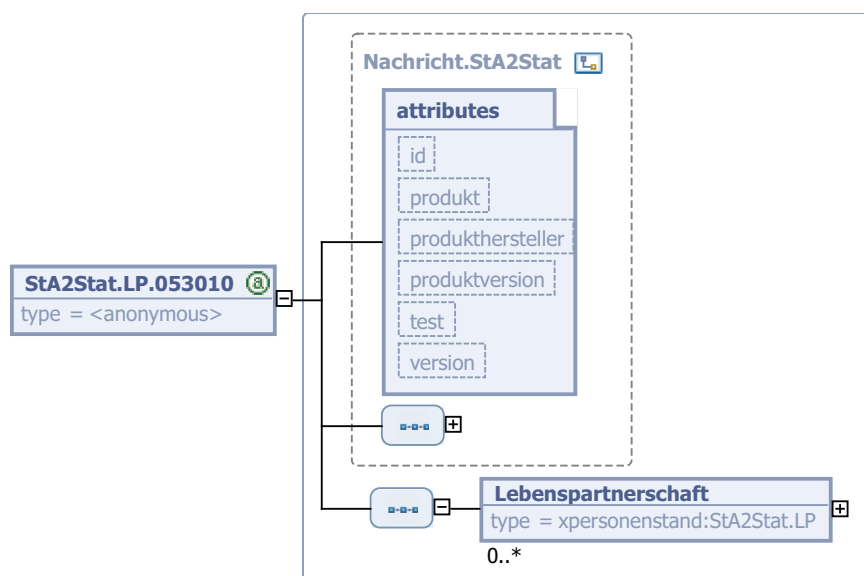 Nachricht.StA2Stat
attributes
id
produkt
produkthersteller
produktversion
test
version
StA2Stat.LP.053010 @
type = <anonymous>
Lebenspartnerschaft
type = xpersonenstand:StA2Stat.LP
0..*